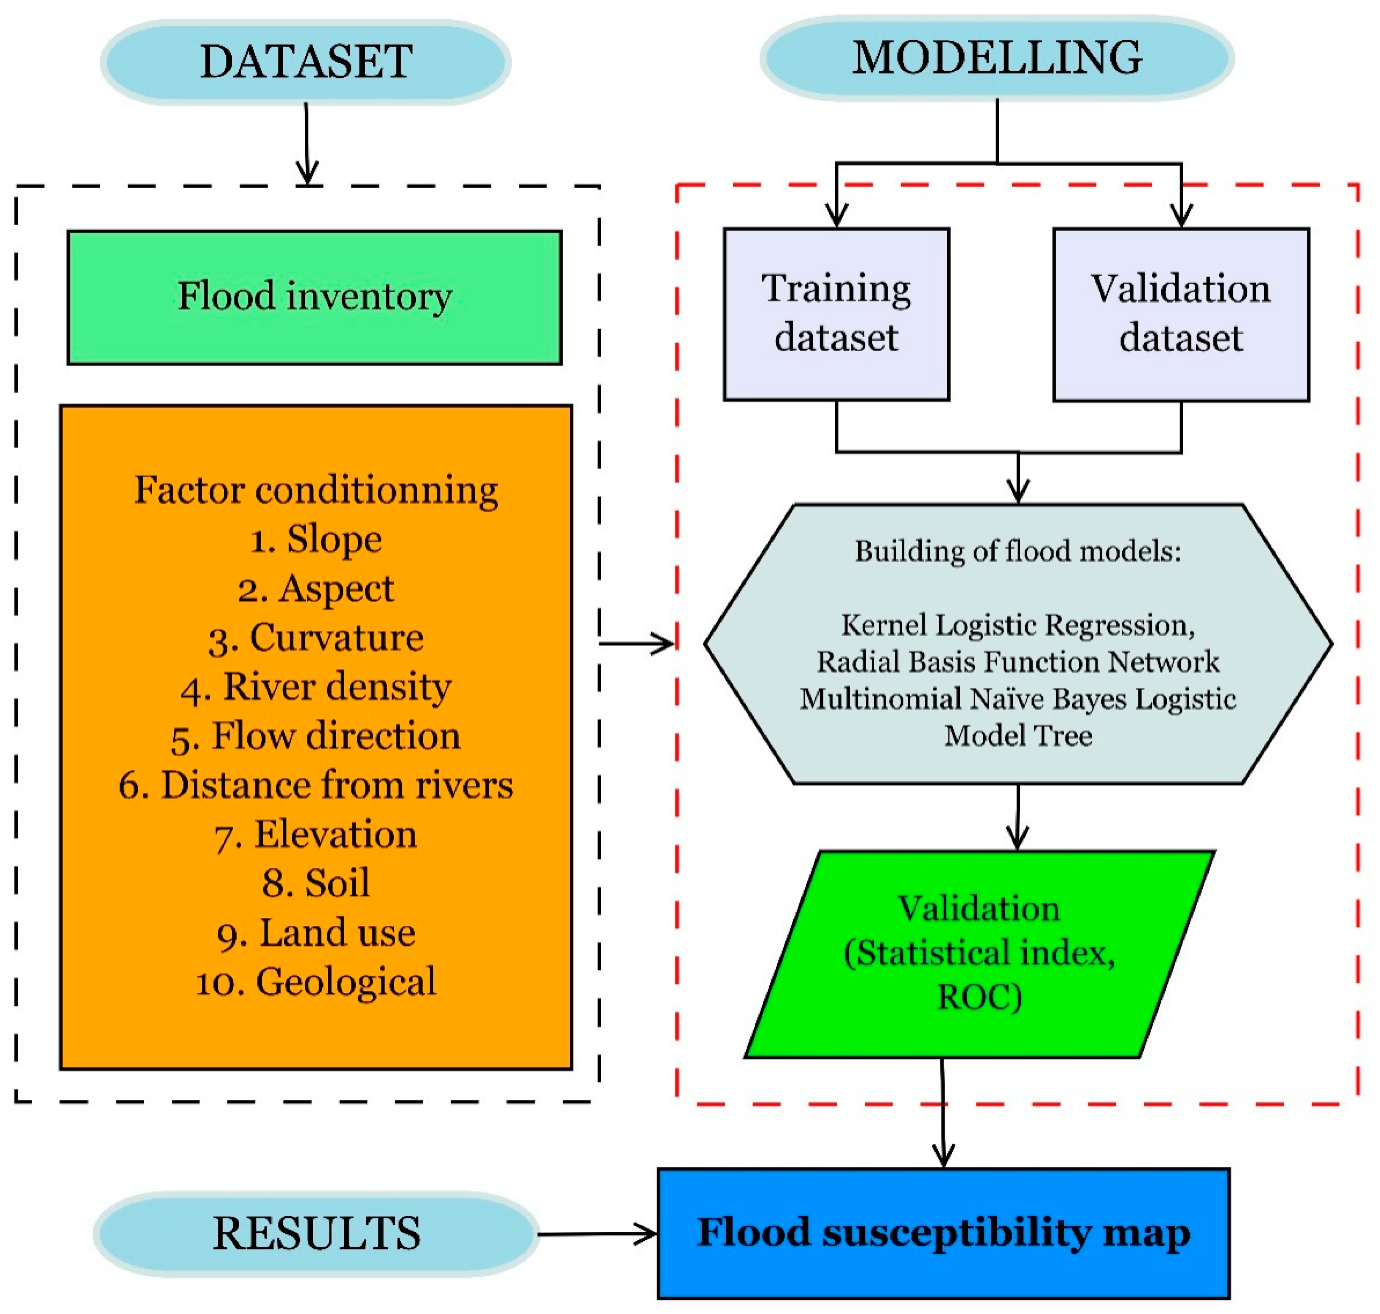 DATASET
Flood inventory
Factor conditionning
1. Slope
2. Aspect
3. Curvature
4. River density
5. Flow direction
6. Distance from rivers
7. Elevation
8. Soil
9. Land use
10. Geological
MODELLING
Training
dataset
Validation
dataset
Building of flood models:
Kernel Logistic Regression,
Radial Basis Function Network
Multinomial Naïve Bayes Logistic
Model Tree
Validation
(Statistical index,
ROC)
RESULTS
Flood susceptibility map